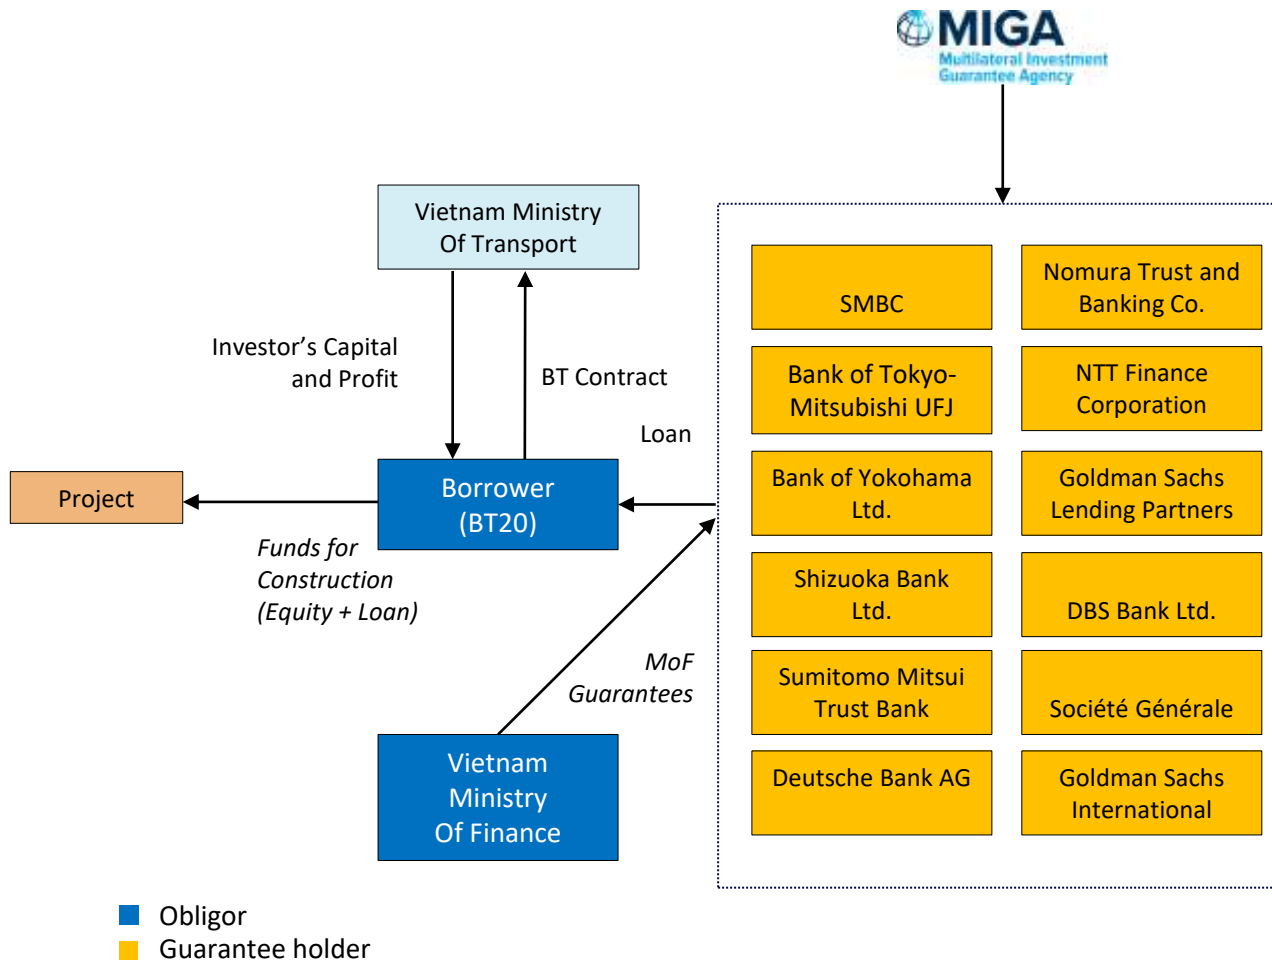 MIGA
Multilateral Investment
Guarantee Agency
Vietnam Ministry
Of Transport
Investor’s Capital
and Profit
BT Contract
Loan
Project
Borrower
(BT20)
Funds for
Construction
(Equity + Loan)
MoF
Guarantees
Vietnam
Ministry
Of Finance
SMBC
Nomura Trust and
Banking Co.
Bank of Tokyo-
Mitsubishi UFJ
NTT Finance
Corporation
Bank of Yokohama
Ltd.
Goldman Sachs
Lending Partners
Shizuoka Bank
Ltd.
DBS Bank Ltd.
Sumitomo Mitsui
Trust Bank
Société Générale
Deutsche Bank AG
Goldman Sachs
International
Obligor
Guarantee holder